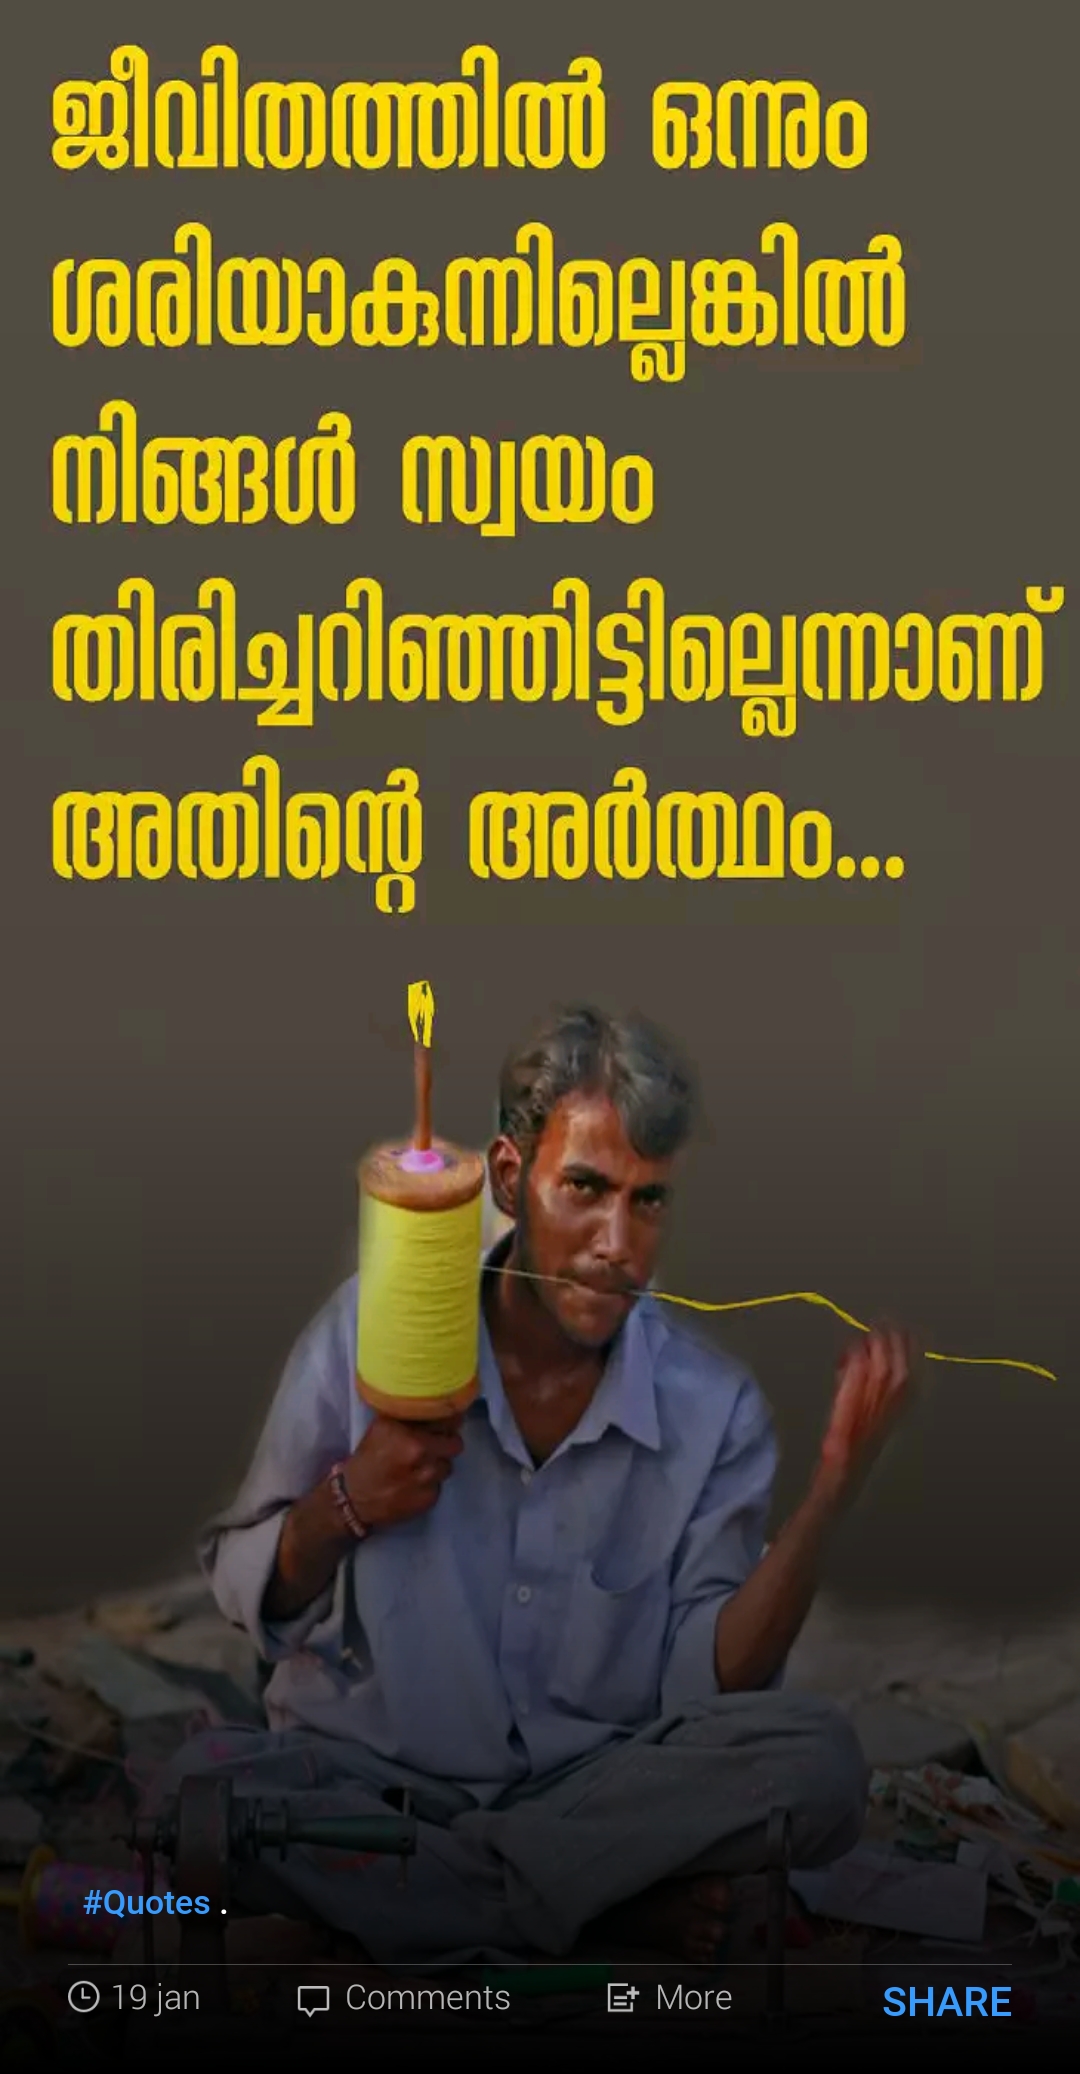 ജീവിതത്തിൽ ഒന്നും
ശരിയാകുന്നില്ലെങ്കിൽ
നിങ്ങൾ സ്വയം
തിരിച്ചറിഞ്ഞിട്ടില്ലെന്നാണ്
അതിന്റെ അർത്ഥം...
#Quotes .
19 jan Comments More SHARE